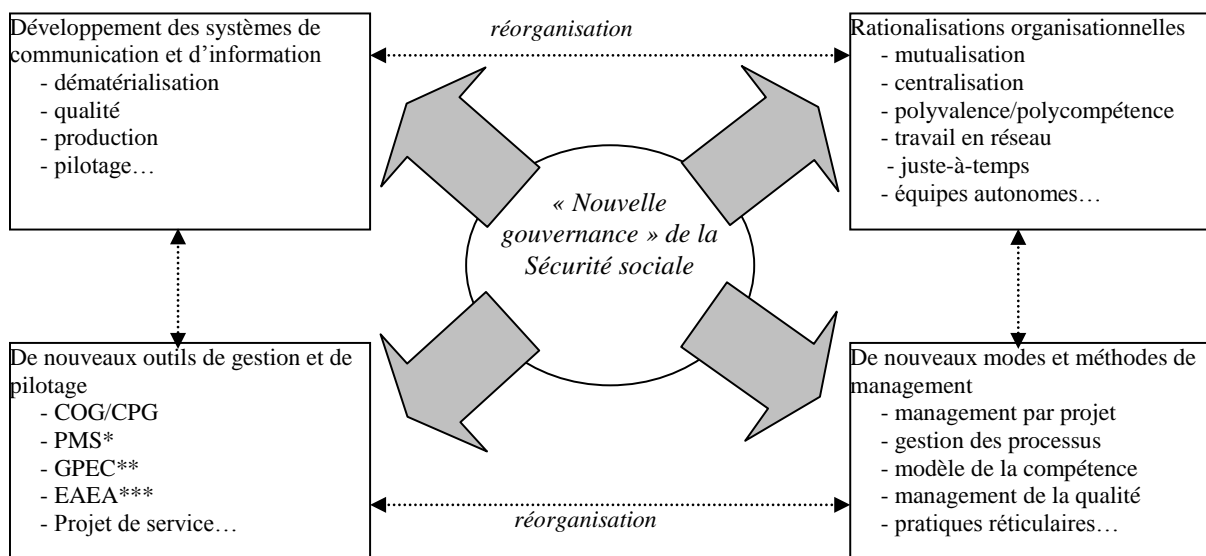 Développement des systèmes de
communication et d’information
- dématérialisation
- qualité
- production
- pilotage…
réorganisation
Rationalisations organisationnelles
- mutualisation
- centralisation
- polyvalence/polycompétence
- travail en réseau
- juste-à-temps
- équipes autonomes…
« Nouvelle
gouvernance » de la
Sécurité sociale
De nouveaux outils de gestion et de
pilotage
- COG/CPG
- PMS*
- GPEC**
- EAEA***
- Projet de service…
réorganisation
De nouveaux modes et méthodes de
management
- management par projet
- gestion des processus
- modèle de la compétence
- management de la qualité
- pratiques réticulaires…